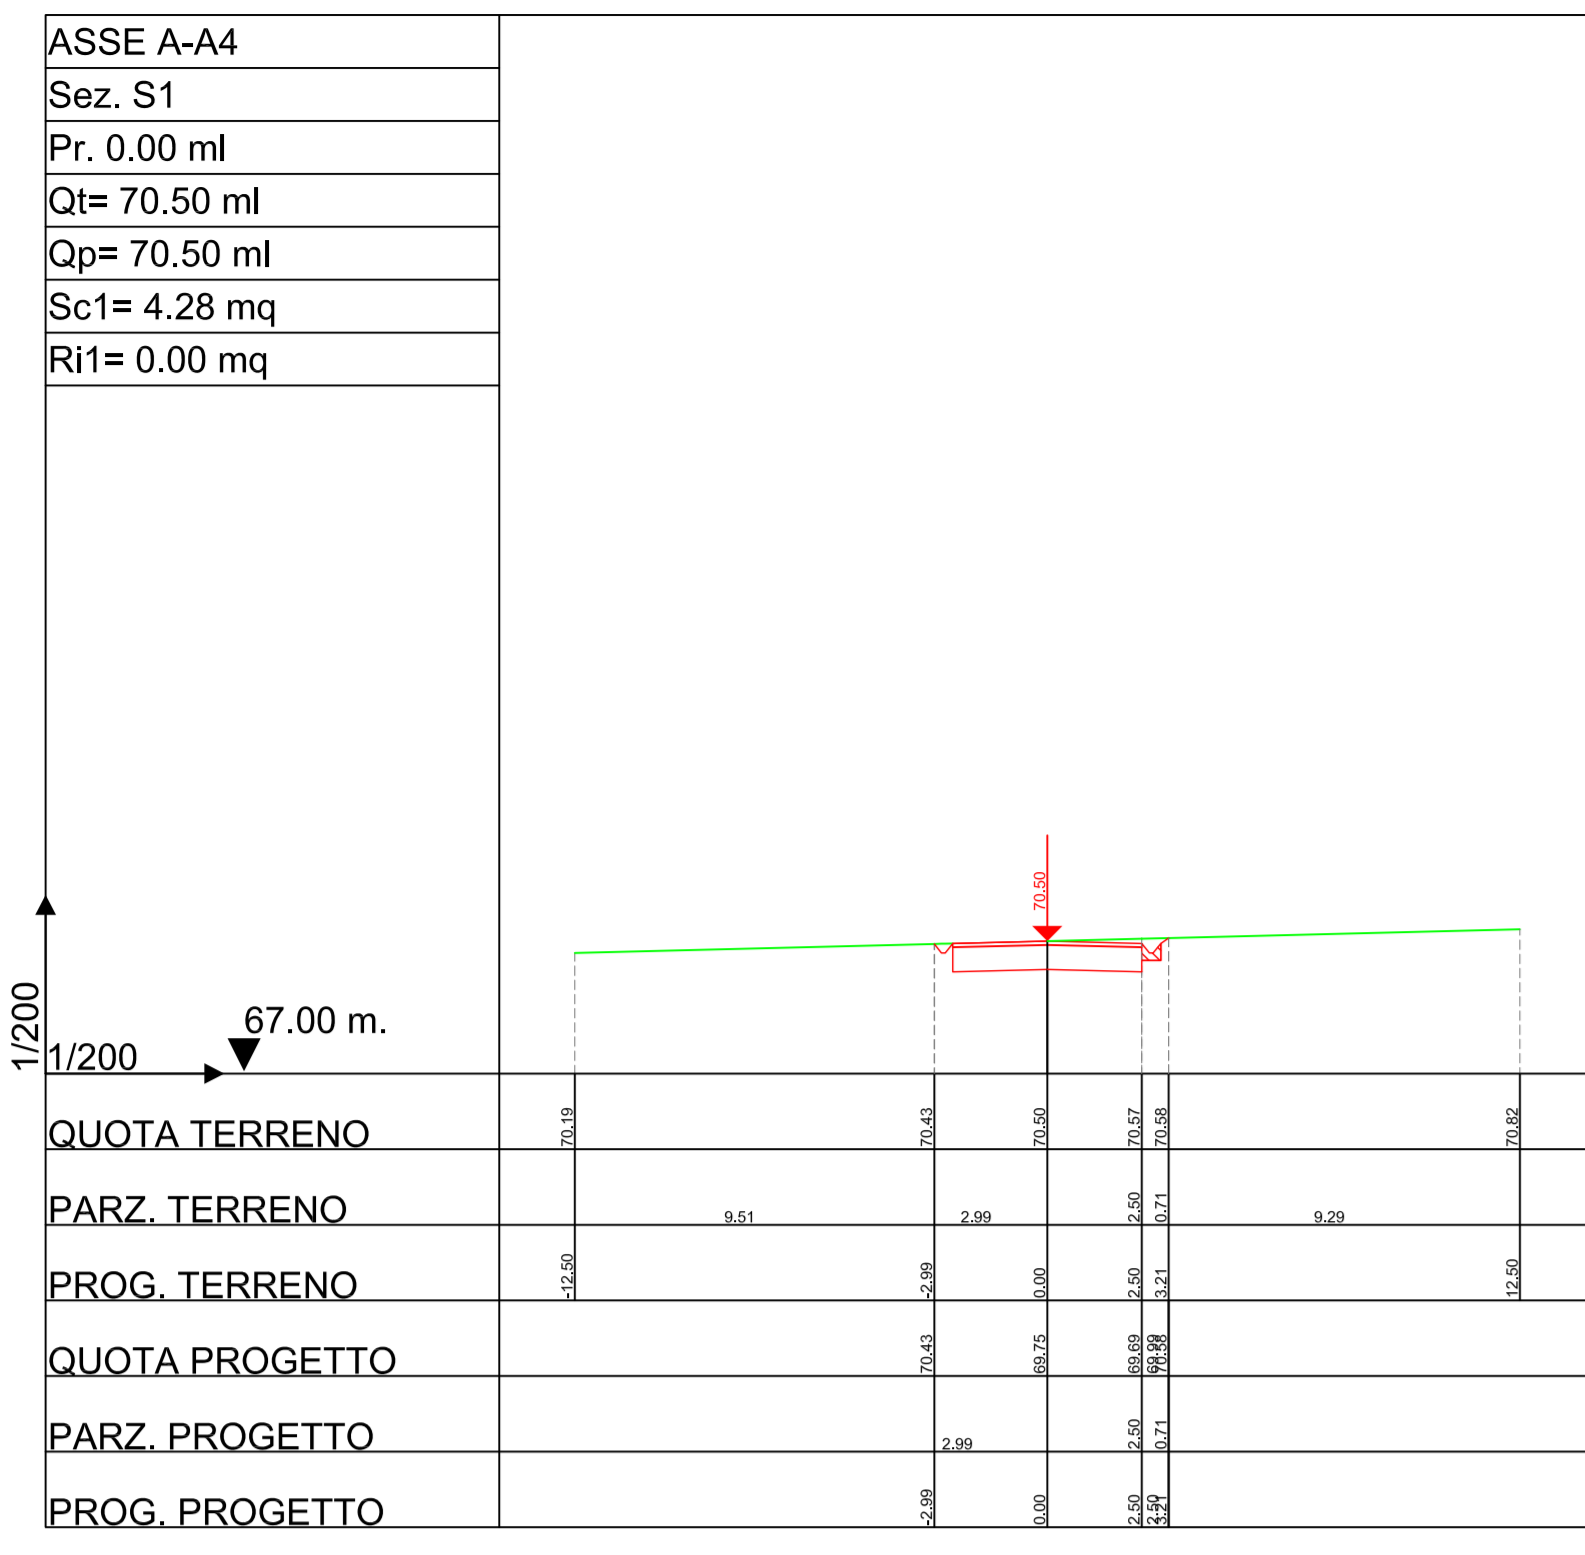 ASSE A-A4
Sez. S1
Pr. 0.00 ml
Qt= 70.50 ml
Qp= 70.50 ml
Sc1= 4.28 mq
Ri1= 0.00 mq
70.50
1/200
67.00 m.
1/200
QUOTA TERRENO 70.19 70.43 70.50 70.57 70.58 70.82
PARZ. TERRENO 9.51 2.99 2.50 0.71 9.29
PROG. TERRENO -12.50 -2.99 0.00 2.50 3.21 12.50
QUOTA PROGETTO 70.43 69.75 69.69 69.99 70.58
PARZ. PROGETTO 2.99 2.50 0.71
PROG. PROGETTO -2.99 0.00 2.50 2.50 3.21